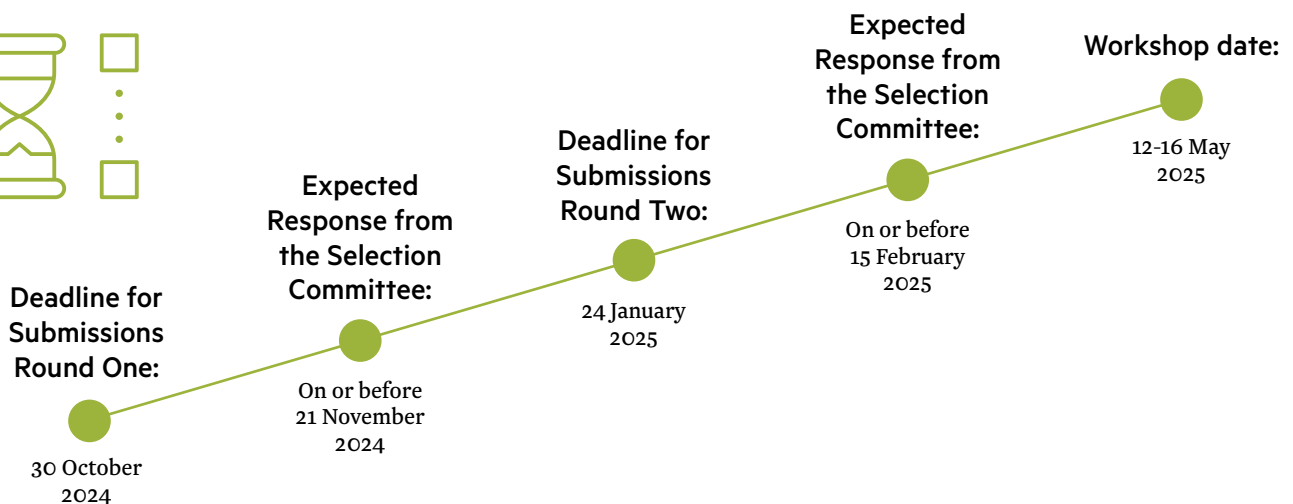 Deadline for
Submissions
Round One:
30 October
2024
Expected
Response from
the Selection
Committee:
On or before
21 November
2024
Deadline for
Submissions
Round Two:
24 January
2025
Expected
Response from
the Selection
Committee:
On or before
15 February
2025
Workshop date:
12-16 May
2025